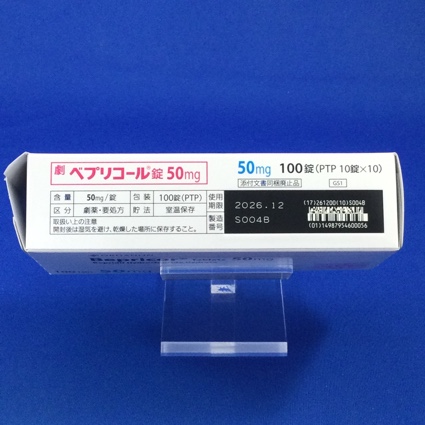 劇 ベプリコール®錠 50mg
50mg 100錠(PTP 10錠×10)
添付文書同梱廃止品 GS1
含量 50mg/錠 包装 100錠(PTP) 使用期限 2026.12
区分 劇薬・要処方 貯法 室温保存 製造番号 S004B
取扱い上の注意
開封後は湿気を避け、乾燥した場所に保存すること。
(17)261200(10)S004B
(01)14987954600056
Bepricor 50mg